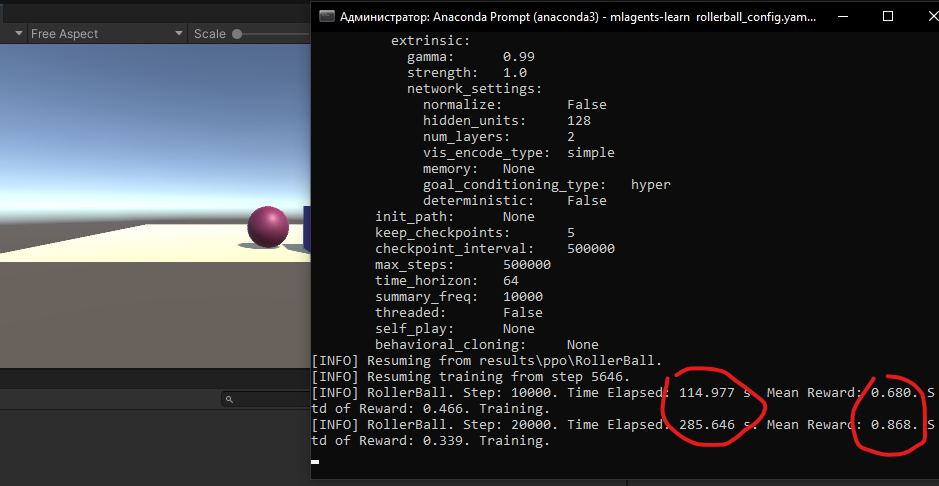 Free Aspect
Scale
Администратор: Anaconda Prompt (anaconda3) - mlagents-learn rollerball_config.yam...
extrinsic:
gamma: 0.99
strength: 1.0
network_settings:
normalize: False
hidden_units: 128
num_layers: 2
vis_encode_type: simple
memory: None
goal_conditioning_type: hyper
deterministic: False
init_path: None
keep_checkpoints: 5
checkpoint_interval: 500000
max_steps: 500000
time_horizon: 64
summary_freq: 10000
threaded: False
self_play: None
behavioral_cloning: None
[INFO] Resuming from results\ppo\RollerBall.
[INFO] Resuming training from step 5646.
[INFO] RollerBall. Step: 10000. Time Elapsed: 114.977 s. Mean Reward: 0.680. S
td of Reward: 0.466. Training.
[INFO] RollerBall. Step: 20000. Time Elapsed: 285.646 s. Mean Reward: 0.868. S
td of Reward: 0.339. Training.